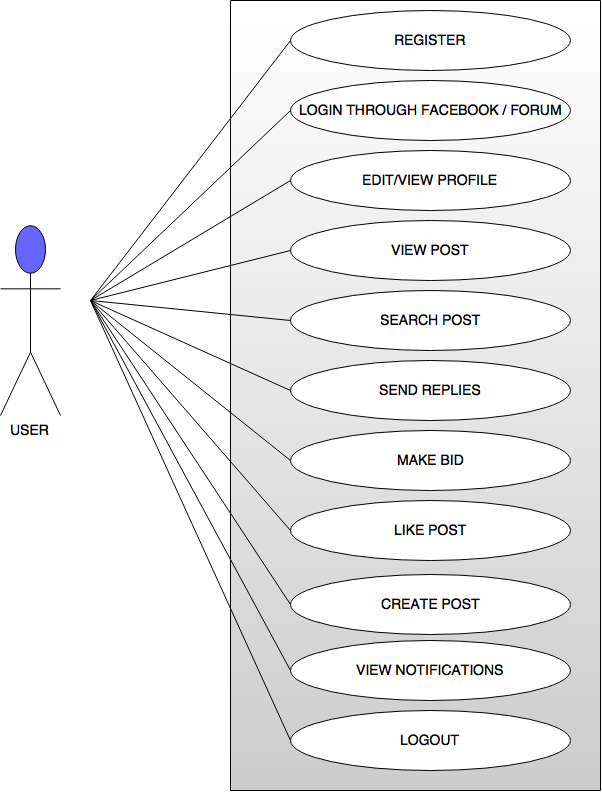 REGISTER
LOGIN THROUGH FACEBOOK / FORUM
EDIT/VIEW PROFILE
VIEW POST
SEARCH POST
SEND REPLIES
USER
MAKE BID
LIKE POST
CREATE POST
VIEW NOTIFICATIONS
LOGOUT